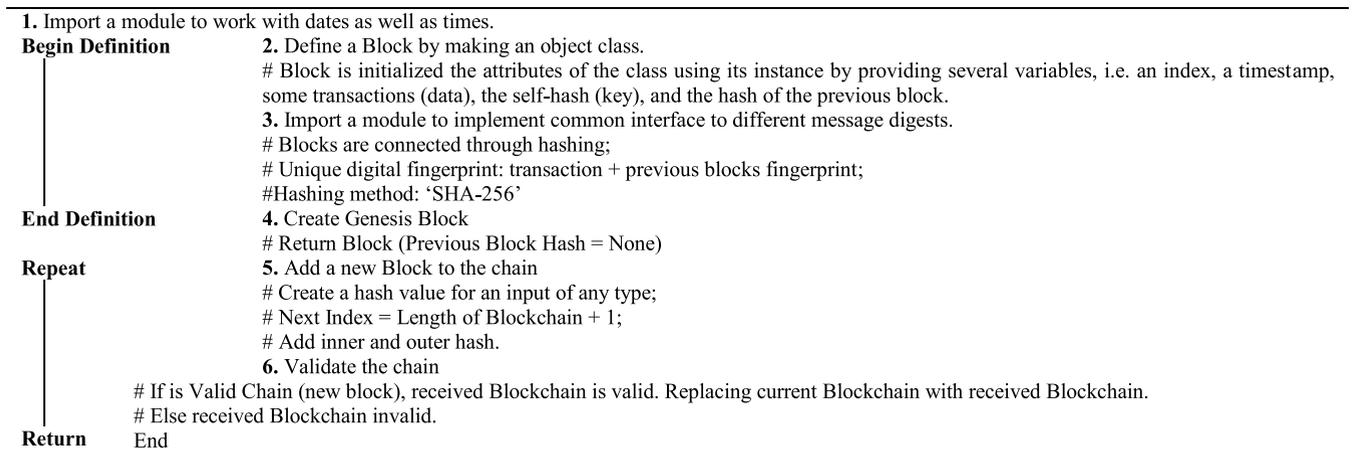 1. Import a module to work with dates as well as times.
Begin Definition 2. Define a Block by making an object class.
# Block is initialized the attributes of the class using its instance by providing several variables, i.e. an index, a timestamp,
some transactions (data), the self-hash (key), and the hash of the previous block.
3. Import a module to implement common interface to different message digests.
# Blocks are connected through hashing;
# Unique digital fingerprint: transaction + previous blocks fingerprint;
#Hashing method: ‘SHA-256’
End Definition 4. Create Genesis Block
# Return Block (Previous Block Hash = None)
Repeat 5. Add a new Block to the chain
# Create a hash value for an input of any type;
# Next Index = Length of Blockchain + 1;
# Add inner and outer hash.
6. Validate the chain
# If is Valid Chain (new block), received Blockchain is valid. Replacing current Blockchain with received Blockchain.
# Else received Blockchain invalid.
Return End